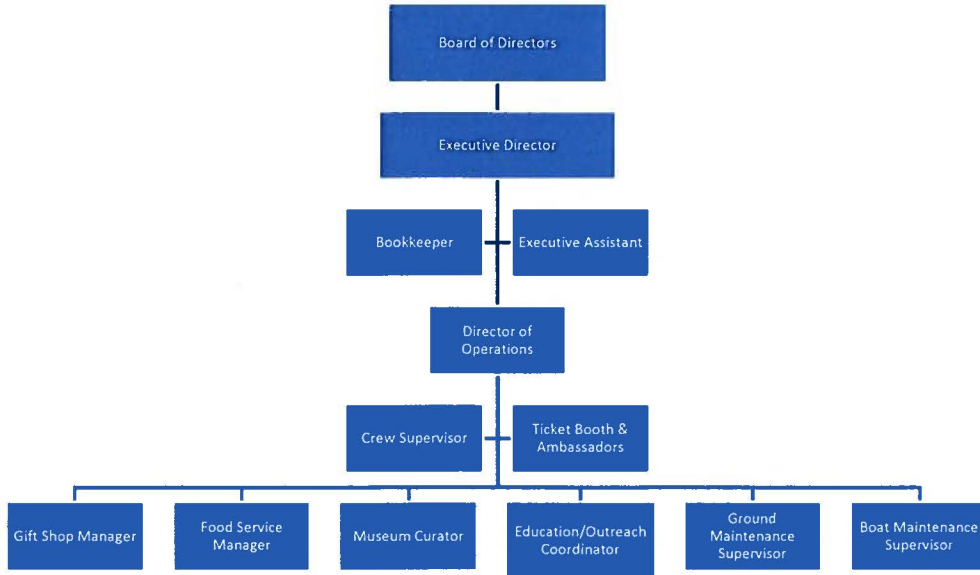 Board of Directors
Executive Director
Bookkeeper
Executive Assistant
Director of
Operations
Crew Supervisor
Ticket Booth &
Ambassadors
Gift Shop Manager
Food Service
Manager
Museum Curator
Education/Outreach
Coordinator
Ground
Maintenance
Supervisor
Boat Maintenance
Supervisor